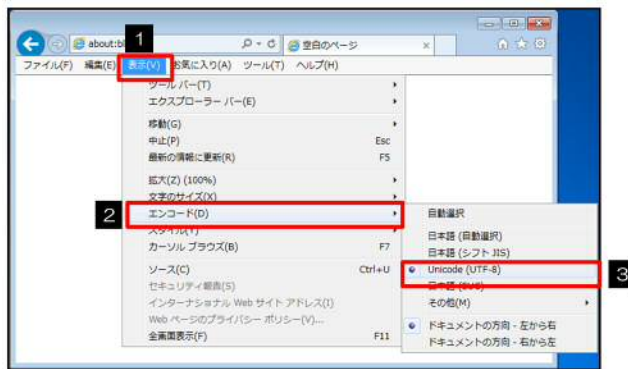 1
about:bl
空白のページ
ファイル(F) 編集(E) 表示(V) お気に入り(A) ツール(T) ヘルプ(H)
ツール バー(T)
エクスプローラー バー(E)
移動(G)
中止(P) Esc
最新の情報に更新(R) F5
拡大(Z) (100%)
文字のサイズ(X)
2 エンコード(D)
スタイル(T)
カーソル ブラウズ(B) F7
ソース(C) Ctrl+U
セキュリティ報告(S)
インターナショナル Web サイト アドレス(I)
Web ページのプライバシー ポリシー(V)...
全画面表示(F) F11
自動選択
日本語 (自動選択)
日本語 (シフト JIS)
Unicode (UTF-8) 3
日本語 (EUC)
その他(M)
ドキュメントの方向 - 左から右
ドキュメントの方向 - 右から左